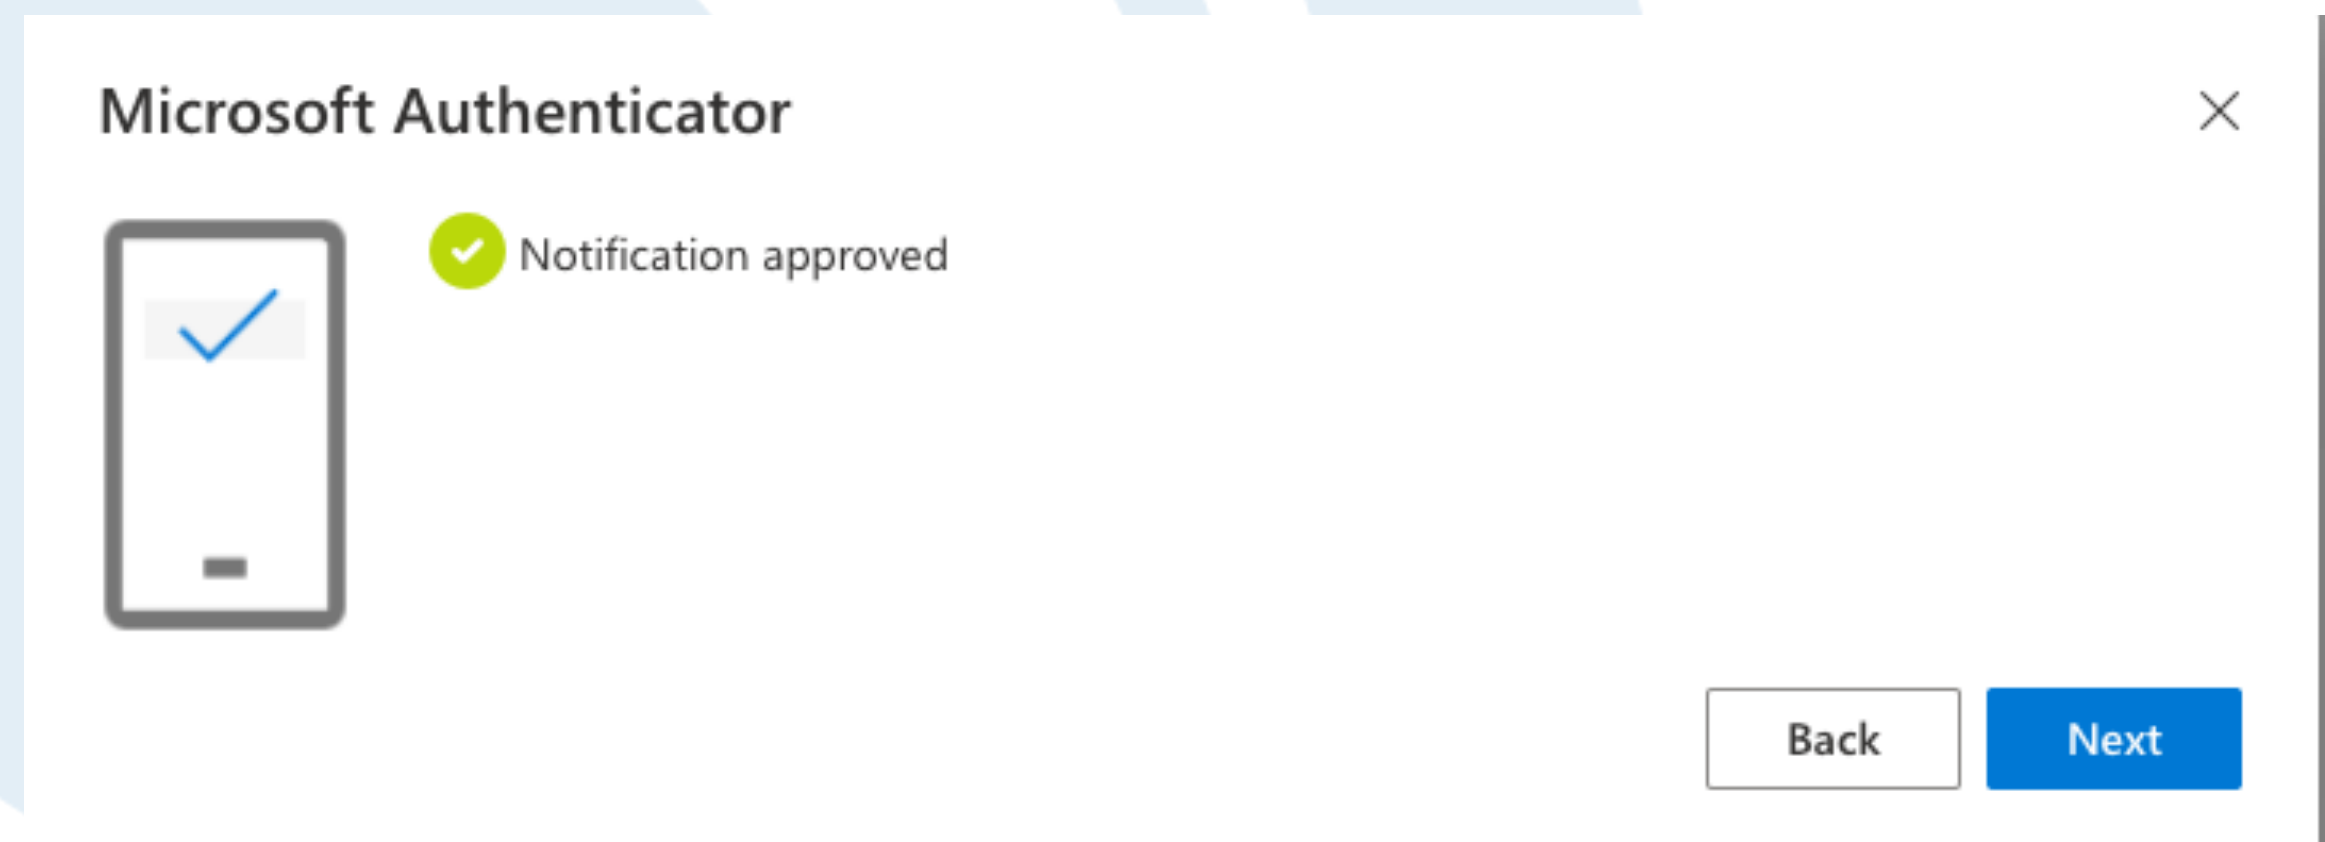 Microsoft Authenticator
Notification approved
Back
Next